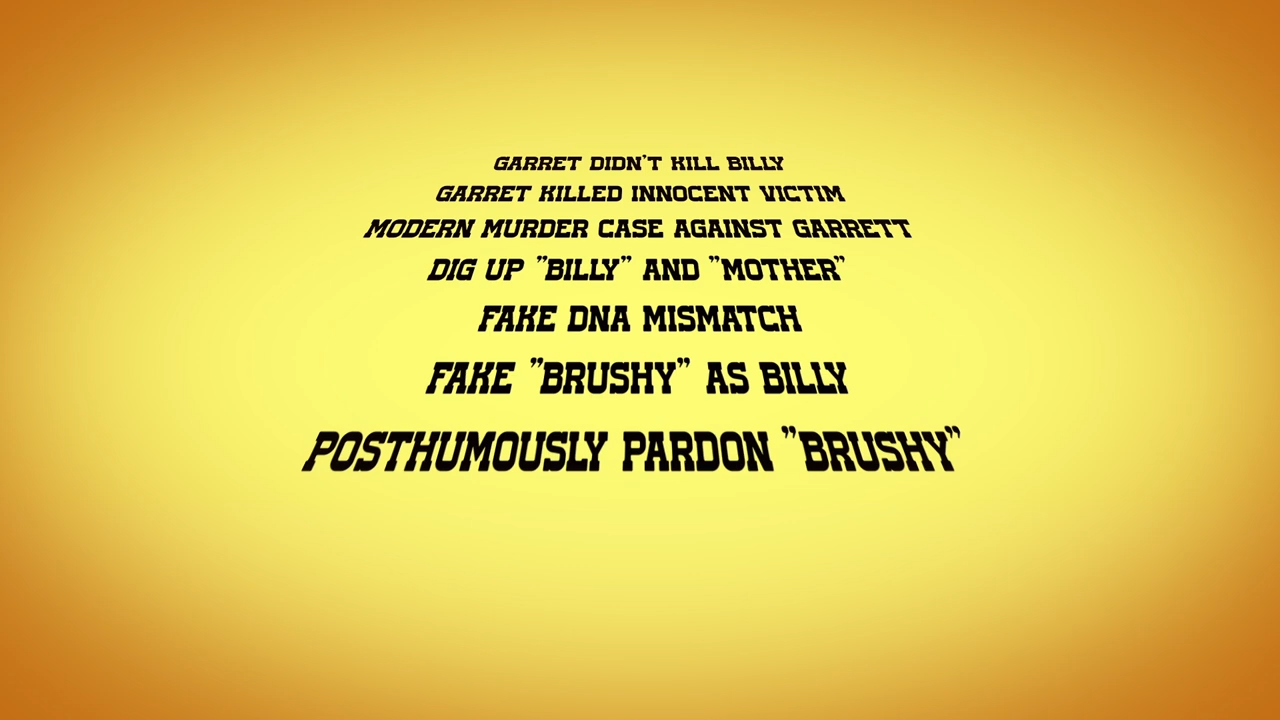 GARRET DIDN'T KILL BILLY
GARRET KILLED INNOCENT VICTIM
MODERN MURDER CASE AGAINST GARRETT
DIG UP "BILLY" AND "MOTHER"
FAKE DNA MISMATCH
FAKE "BRUSHY" AS BILLY
POSTHUMOUSLY PARDON "BRUSHY"